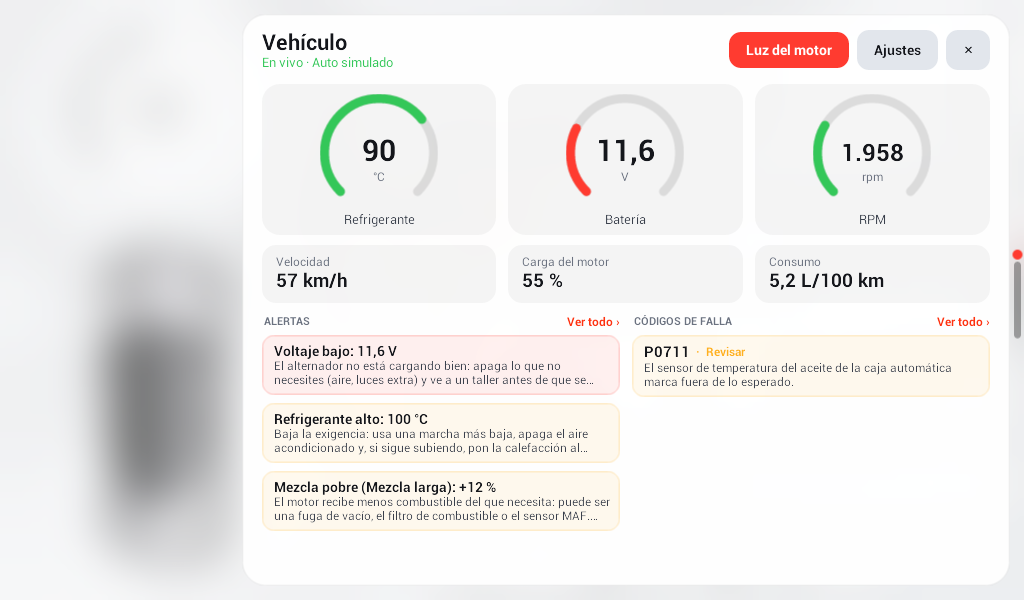 Vehículo
En vivo · Auto simulado
Luz del motor
Ajustes
×
90
°C
Refrigerante
11,6
V
Batería
1.958
rpm
RPM
Velocidad
57 km/h
Carga del motor
55 %
Consumo
5,2 L/100 km
ALERTAS
Ver todo ›
Voltaje bajo: 11,6 V
El alternador no está cargando bien: apaga lo que no
necesites (aire, luces extra) y ve a un taller antes de que se...
Refrigerante alto: 100 °C
Baja la exigencia: usa una marcha más baja, apaga el aire
acondicionado y, si sigue subiendo, pon la calefacción al...
Mezcla pobre (Mezcla larga): +12 %
El motor recibe menos combustible del que necesita: puede ser
una fuga de vacío, el filtro de combustible o el sensor MAF....
CÓDIGOS DE FALLA
Ver todo ›
P0711 · Revisar
El sensor de temperatura del aceite de la caja automática
marca fuera de lo esperado.